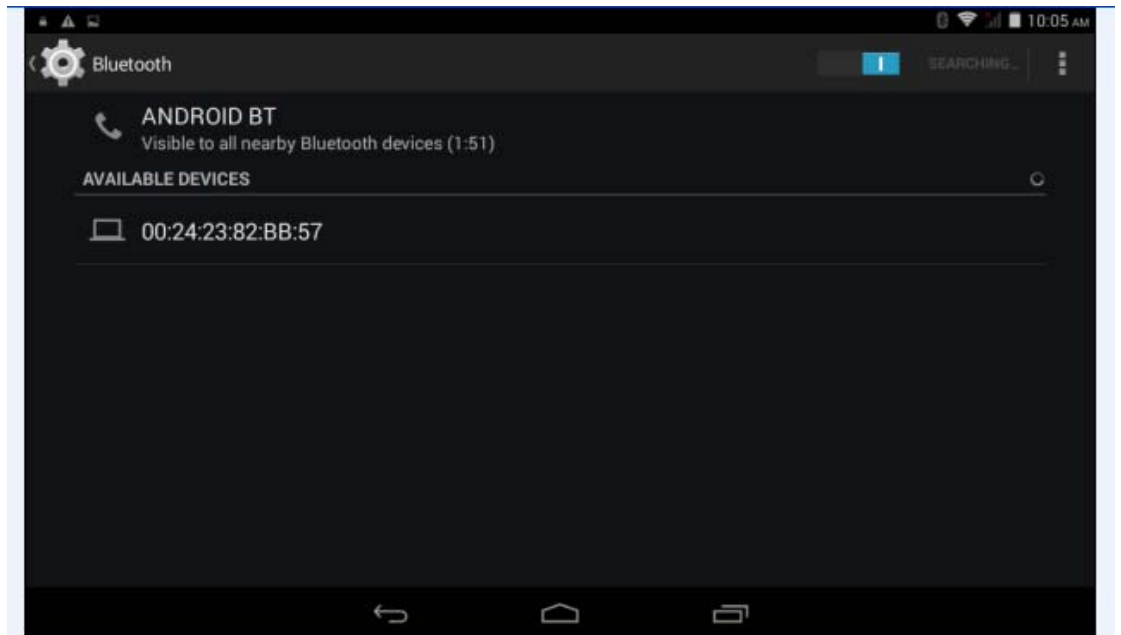 10:05 AM
Bluetooth
SEARCHING...
ANDROID BT
Visible to all nearby Bluetooth devices (1:51)
AVAILABLE DEVICES
00:24:23:82:BB:57